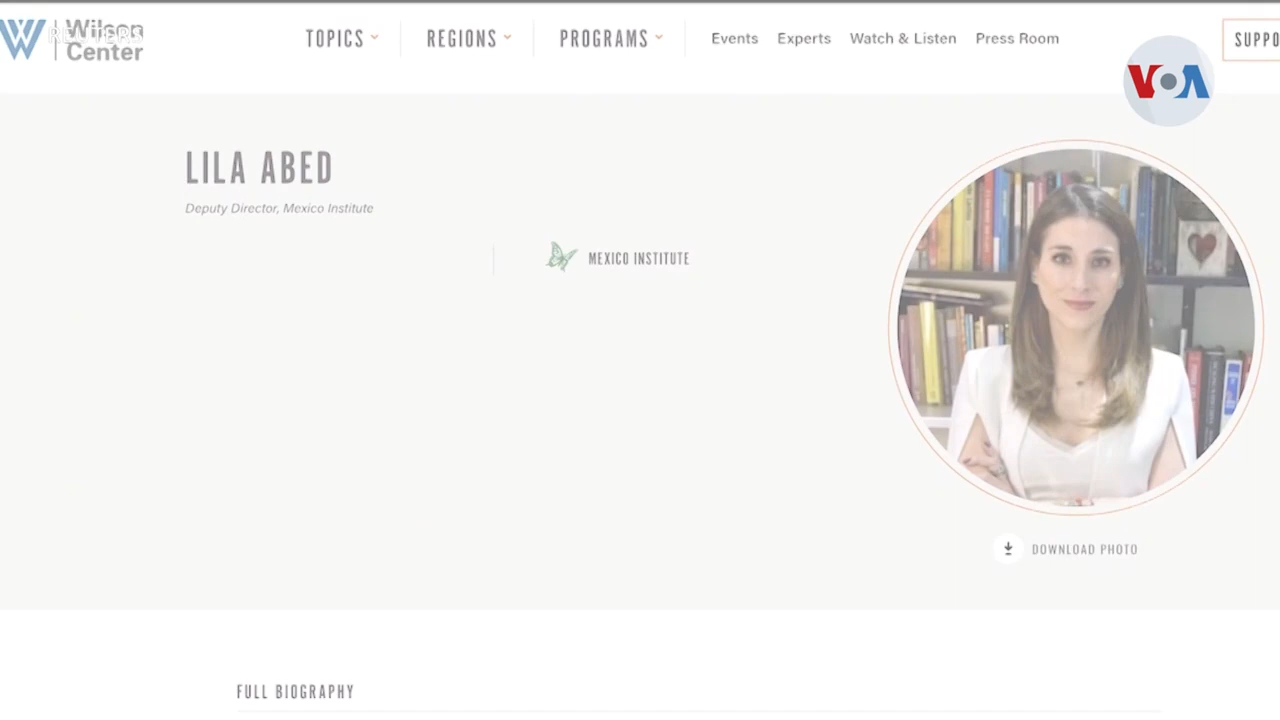 Wilson
Center
REUTERS
TOPICS
REGIONS
PROGRAMS
Events
Experts
Watch & Listen
Press Room
SUPPO
VOA
LILA ABED
Deputy Director, Mexico Institute
MEXICO INSTITUTE
DOWNLOAD PHOTO
FULL BIOGRAPHY